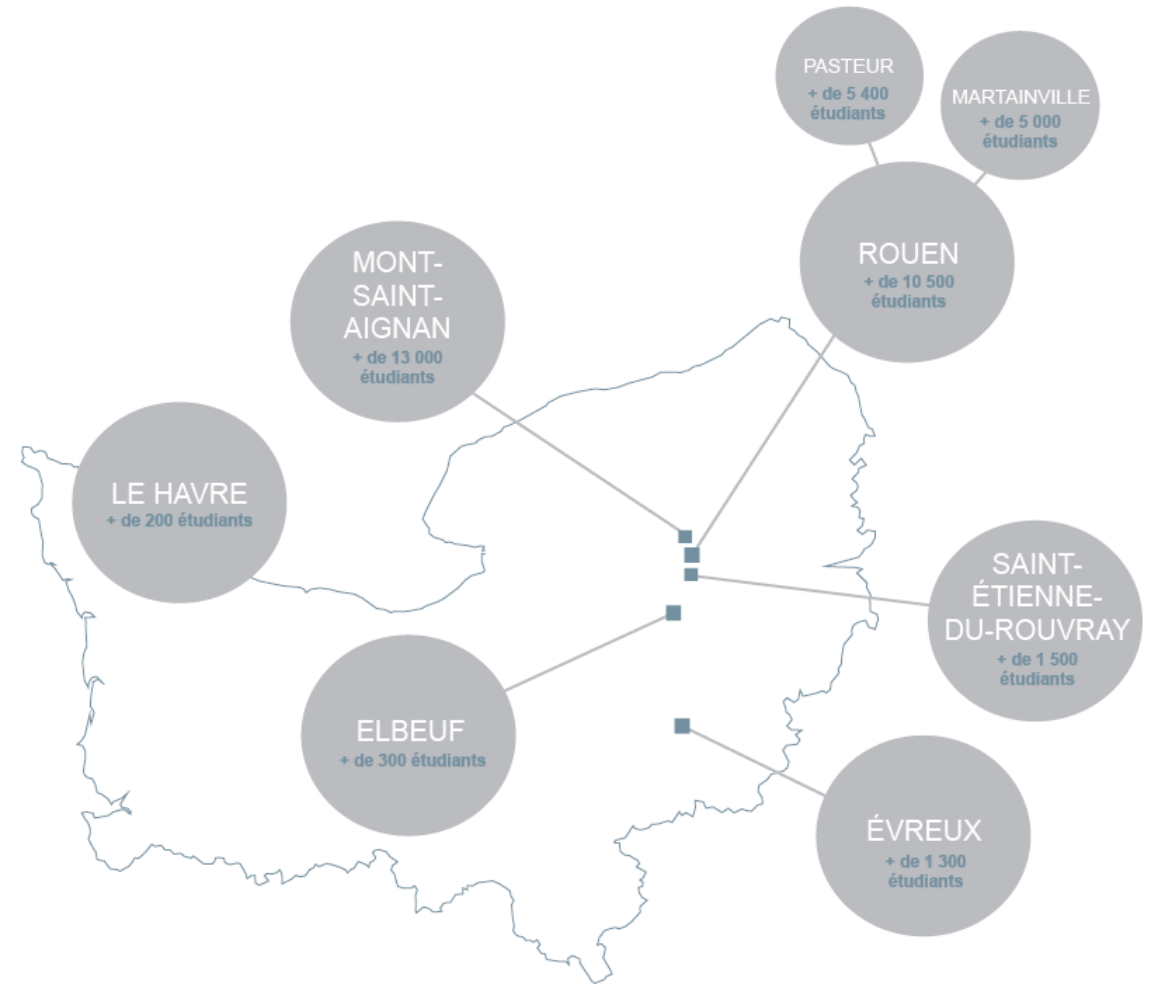 PASTEUR
+ de 5 400
étudiants
MARTAINVILLE
+ de 5 000
étudiants
ROUEN
+ de 10 500
étudiants
MONT-
SAINT-
AIGNAN
+ de 13 000
étudiants
LE HAVRE
+ de 200 étudiants
SAINT-
ÉTIENNE-
DU-ROUVRAY
+ de 1 500
étudiants
ELBEUF
+ de 300 étudiants
ÉVREUX
+ de 1 300
étudiants